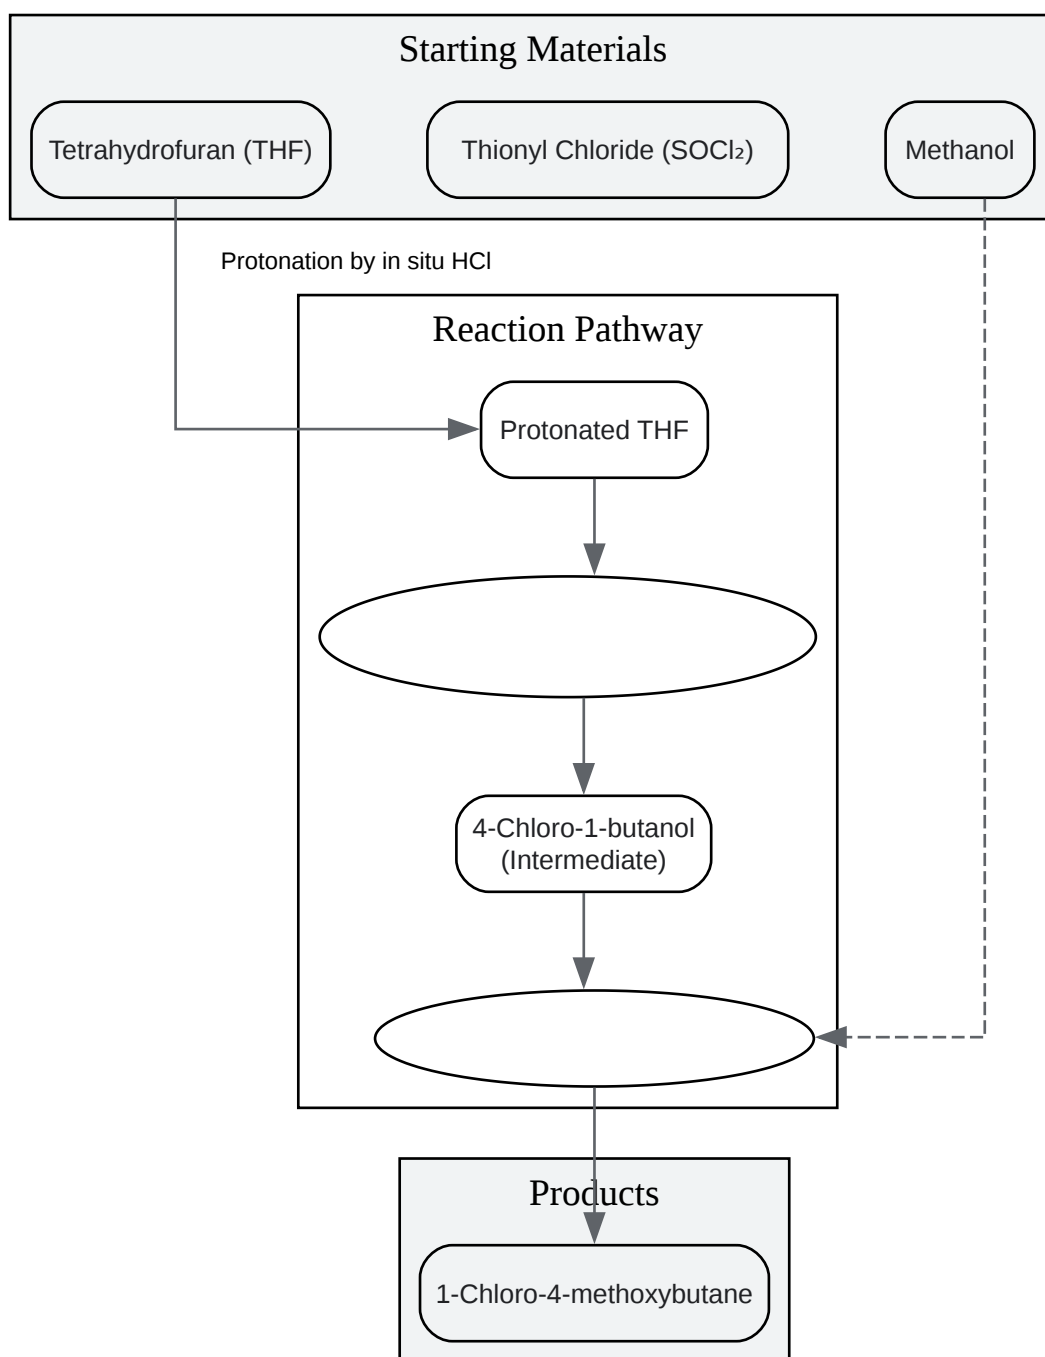 Starting Materials
Tetrahydrofuran (THF)
Thionyl Chloride (SOCl₂)
Methanol
Protonation by in situ HCl
Reaction Pathway
Protonated THF
4-Chloro-1-butanol
(Intermediate)
Products
1-Chloro-4-methoxybutane